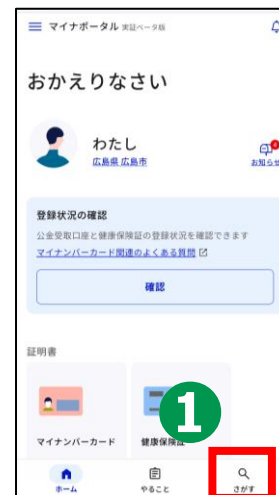 マイナポータル 実証ベータ版
おかえりなさい
わたし
広島県 広島市
お知らせ
登録状況の確認
公金受取口座と健康保険証の登録状況を確認できます
マイナンバーカード関連のよくある質問
確認
証明書
マイナンバーカード
健康保険証
1
ホーム
やること
さがす